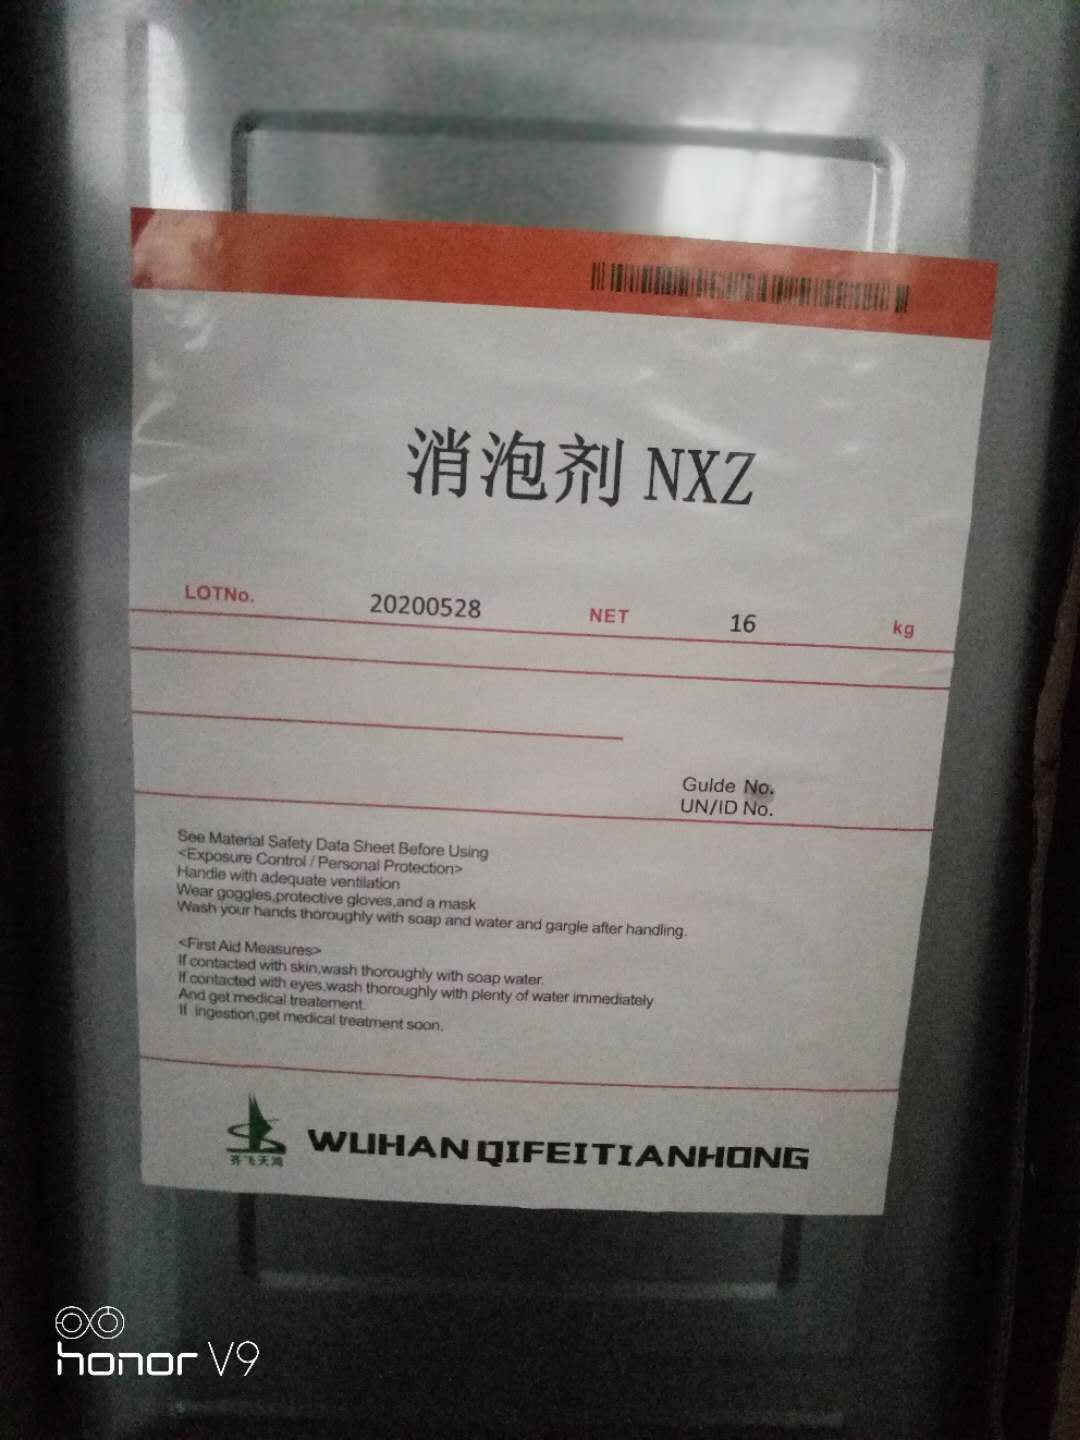 消泡剂 NXZ
LOTNo. 20200528 NET 16 kg
Gulde No.
UN/ID No.
See Material Safety Data Sheet Before Using
<Exposure Control / Personal Protection>
Handle with adequate ventilation
Wear goggles,protective gloves,and a mask
Wash your hands thoroughly with soap and water and gargle after handling.
<First Aid Measures>
If contacted with skin,wash thoroughly with soap water.
If contacted with eyes,wash thoroughly with plenty of water immediately
And get medical treatement.
If ingestion,get medical treatment soon.
齐飞天鸿
WUHAN QIFEITIANHONG
honor V9